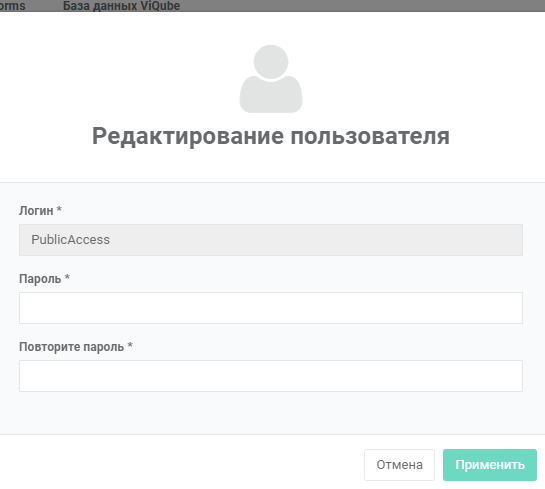 База данных ViQube
Редактирование пользователя
Логин *
PublicAccess
Пароль *
Повторите пароль *
Отмена
Применить